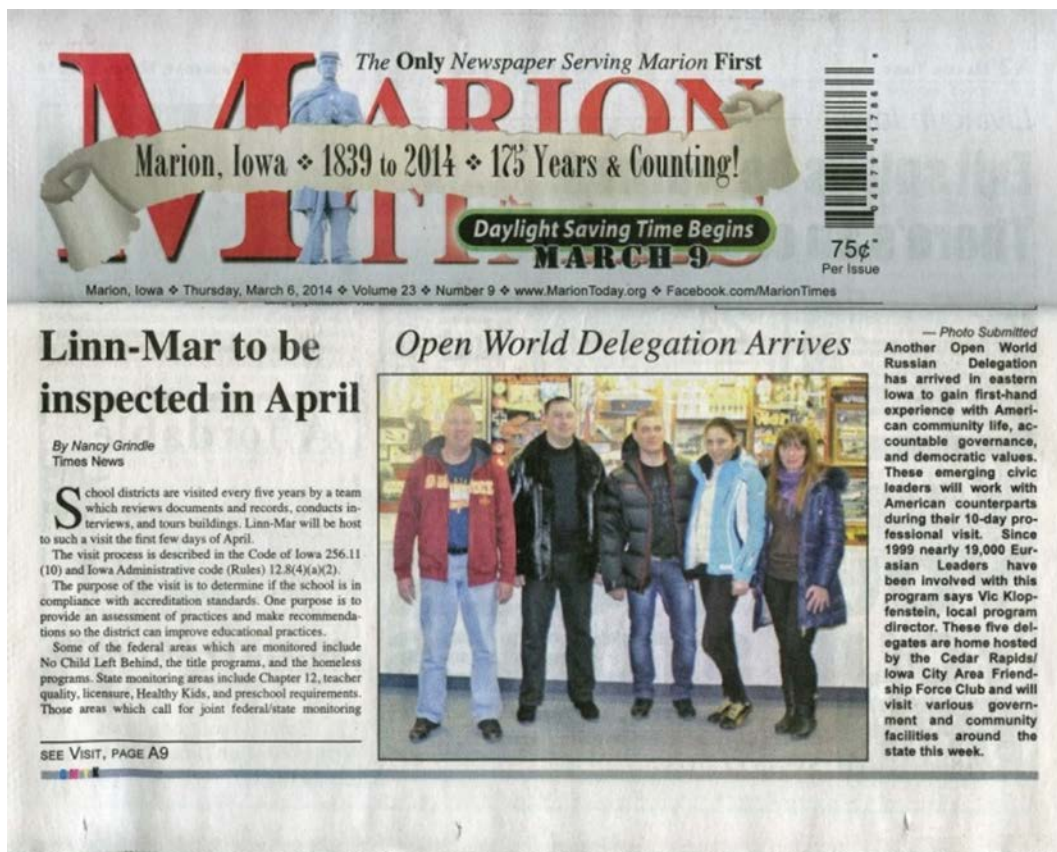 The Only Newspaper Serving Marion First
MARION
TIMES
Marion, Iowa ❖ 1839 to 2014 ❖ 175 Years & Counting!
Daylight Saving Time Begins
MARCH 9
75¢
Per Issue
Marion, Iowa ❖ Thursday, March 6, 2014 ❖ Volume 23 ❖ Number 9 ❖ www.MarionToday.org ❖ Facebook.com/MarionTimes
Linn-Mar to be
inspected in April
By Nancy Grindle
Times News
School districts are visited every five years by a team
which reviews documents and records, conducts in-
terviews, and tours buildings. Linn-Mar will be host
to such a visit the first few days of April.
The visit process is described in the Code of Iowa 256.11
(10) and Iowa Administrative code (Rules) 12.8(4)(a)(2).
The purpose of the visit is to determine if the school is in
compliance with accreditation standards. One purpose is to
provide an assessment of practices and make recommenda-
tions so the district can improve educational practices.
Some of the federal areas which are monitored include
No Child Left Behind, the title programs, and the homeless
programs. State monitoring areas include Chapter 12, teacher
quality, licensure, Healthy Kids, and preschool requirements.
Those areas which call for joint federal/state monitoring
SEE VISIT, PAGE A9
Open World Delegation Arrives
— Photo Submitted
Another Open World
Russian Delegation
has arrived in eastern
Iowa to gain first-hand
experience with Ameri-
can community life, ac-
countable governance,
and democratic values.
These emerging civic
leaders will work with
American counterparts
during their 10-day pro-
fessional visit. Since
1999 nearly 19,000 Eur-
asian Leaders have
been involved with this
program says Vic Klop-
fenstein, local program
director. These five del-
egates are home hosted
by the Cedar Rapids/
Iowa City Area Friend-
ship Force Club and will
visit various govern-
ment and community
facilities around the
state this week.